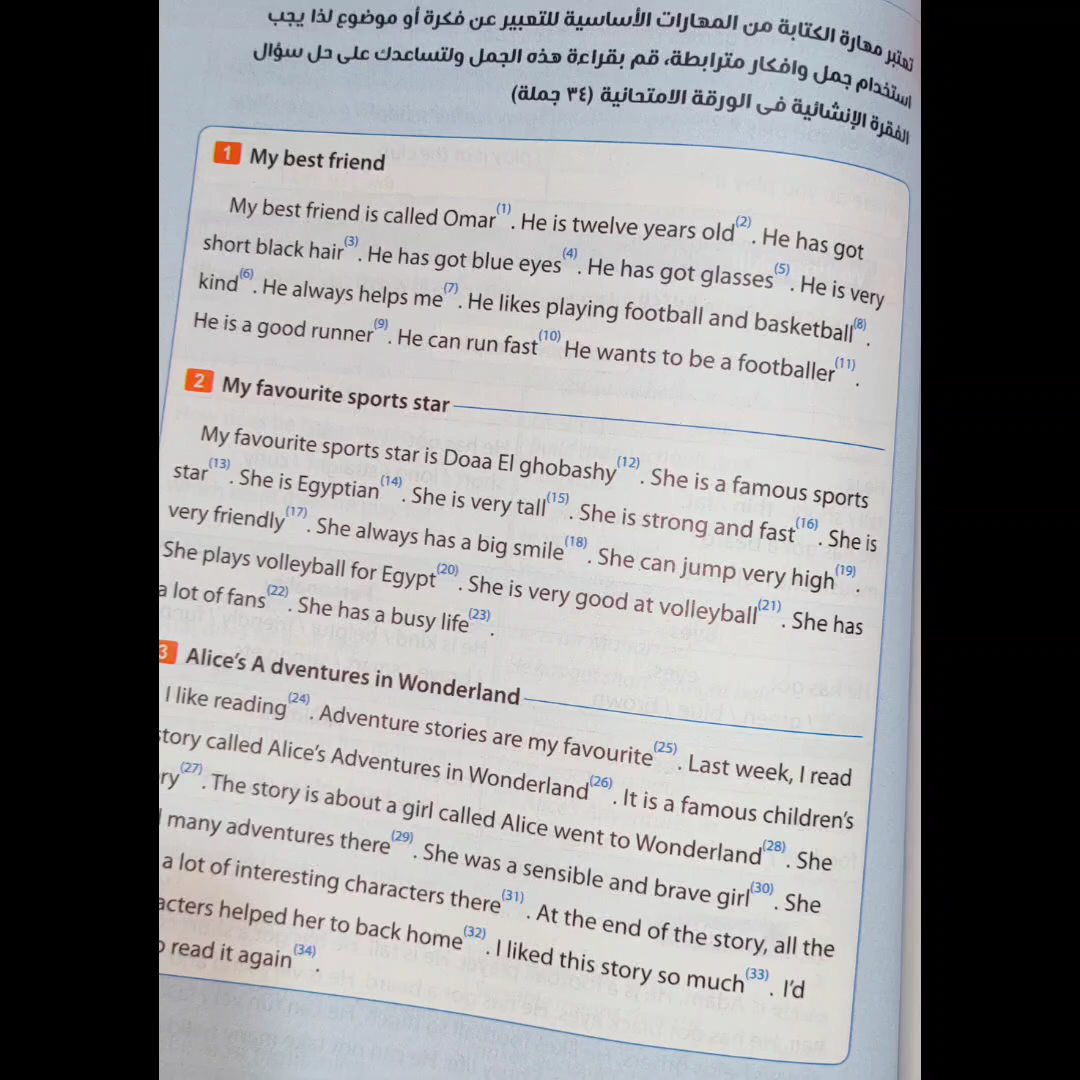 تعتبر مهارة الكتابة من المهارات الأساسية للتعبير عن فكرة أو موضوع لذا يجب
استخدام جمل وافكار مترابطة، قم بقراءة هذه الجمل ولتساعدك على حل سؤال
الفقرة الإنشائية فى الورقة الامتحانية (٣٤ جملة)
1 My best friend
My best friend is called Omar(1). He is twelve years old(2). He has got
short black hair(3). He has got blue eyes(4). He has got glasses(5). He is very
kind(6). He always helps me(7). He likes playing football and basketball(8).
He is a good runner(9). He can run fast(10) He wants to be a footballer(11).
2 My favourite sports star
My favourite sports star is Doaa El ghobashy(12). She is a famous sports
star(13). She is Egyptian(14). She is very tall(15). She is strong and fast(16). She is
very friendly(17). She always has a big smile(18). She can jump very high(19).
She plays volleyball for Egypt(20). She is very good at volleyball(21). She has
a lot of fans(22). She has a busy life(23).
3 Alice's A dventures in Wonderland
I like reading(24). Adventure stories are my favourite(25). Last week, I read
tory called Alice's Adventures in Wonderland(26). It is a famous children's
ry(27). The story is about a girl called Alice went to Wonderland(28). She
many adventures there(29). She was a sensible and brave girl(30). She
a lot of interesting characters there(31). At the end of the story, all the
acters helped her to back home(32). I liked this story so much(33). I'd
read it again(34).